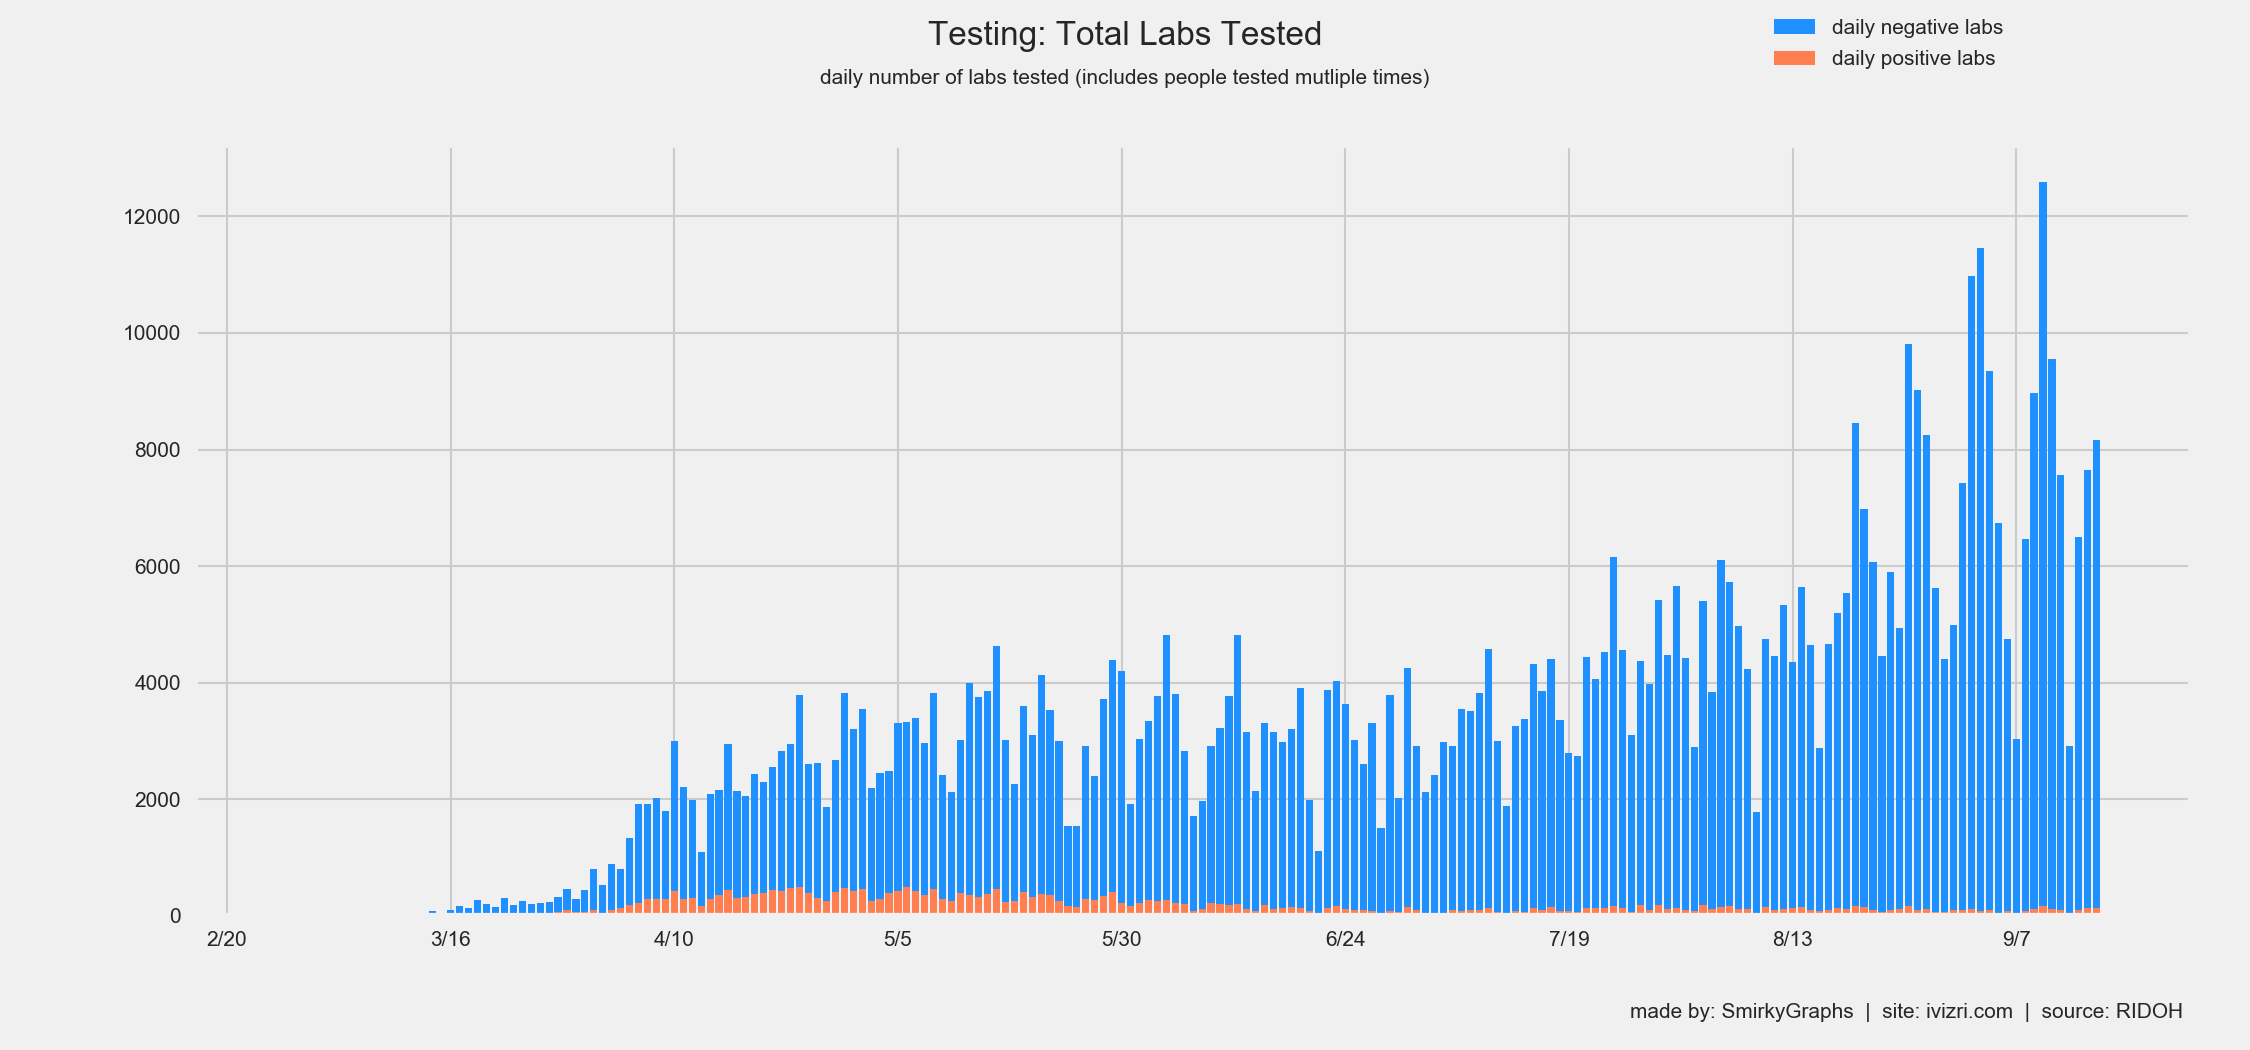 Testing: Total Labs Tested
daily number of labs tested (includes people tested mutliple times)
daily negative labs
daily positive labs
12000
10000
8000
6000
4000
2000
0
2/20 3/16 4/10 5/5 5/30 6/24 7/19 8/13 9/7
made by: SmirkyGraphs | site: ivizri.com | source: RIDOH